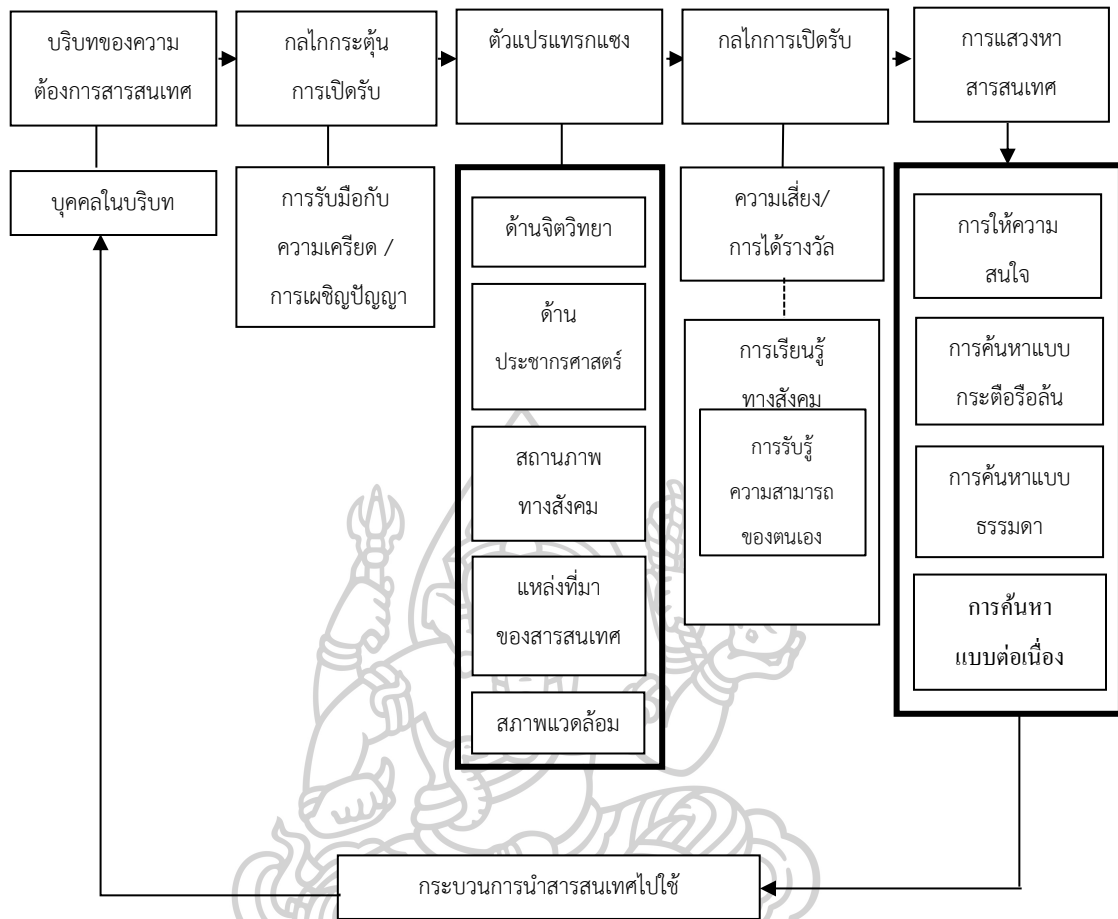 บริบทของความ
ต้องการสารสนเทศ
กลไกกระตุ้น
การเปิดรับ
ตัวแปรแทรกแซง
กลไกการเปิดรับ
การแสวงหา
สารสนเทศ
บุคคลในบริบท
การรับมือกับ
ความเครียด /
การเผชิญปัญญา
ด้านจิตวิทยา
ด้าน
ประชากรศาสตร์
สถานภาพ
ทางสังคม
แหล่งที่มา
ของสารสนเทศ
สภาพแวดล้อม
ความเสี่ยง/
การได้รางวัล
การเรียนรู้
ทางสังคม
การรับรู้
ความสามารถ
ของตนเอง
การให้ความ
สนใจ
การค้นหาแบบ
กระตือรือล้น
การค้นหาแบบ
ธรรมดา
การค้นหา
แบบต่อเนื่อง
กระบวนการนำสารสนเทศไปใช้